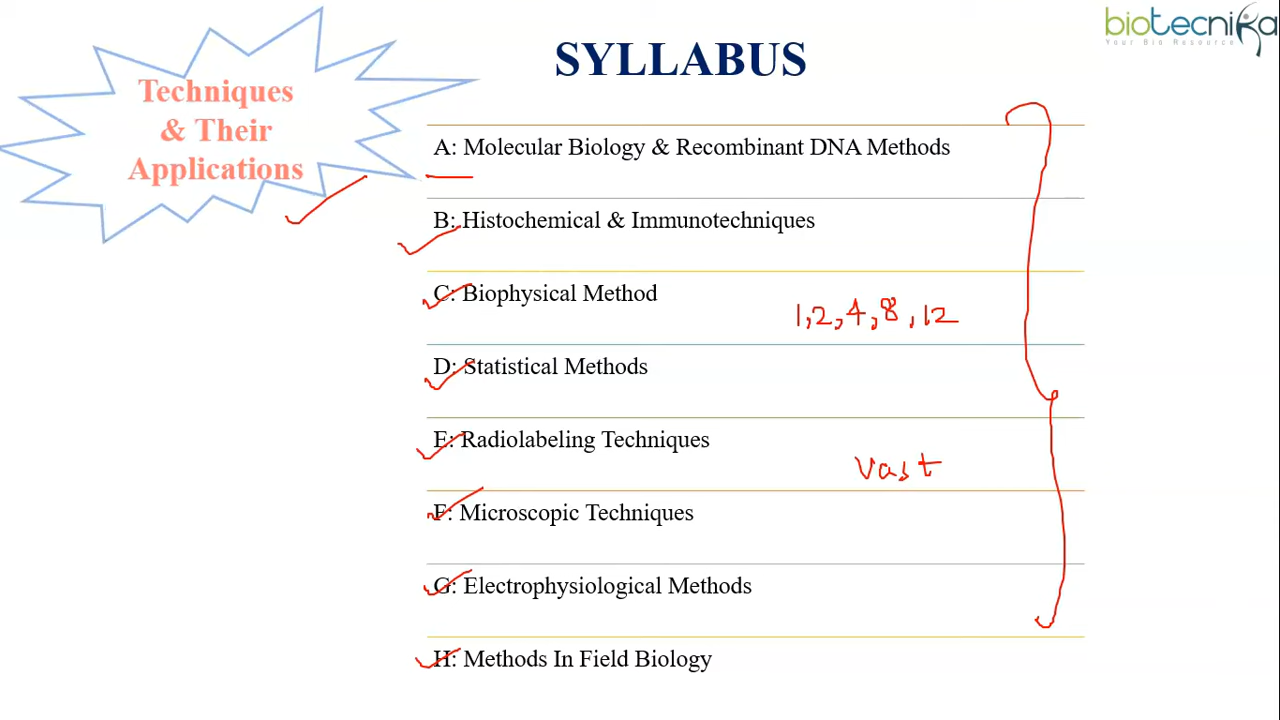 biotecnika
Your Bio Resource
SYLLABUS
Techniques
& Their
Applications
A: Molecular Biology & Recombinant DNA Methods
B: Histochemical & Immunotechniques
C: Biophysical Method
1,2,4,8,12
D: Statistical Methods
E: Radiolabeling Techniques
vast
F: Microscopic Techniques
G: Electrophysiological Methods
H: Methods In Field Biology